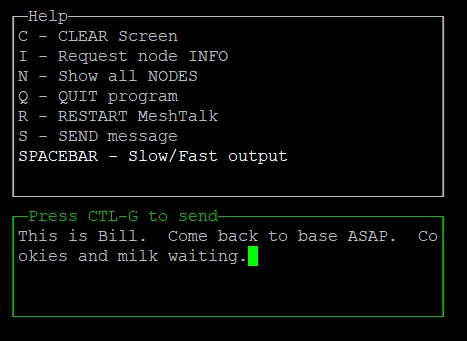 Help
C - CLEAR Screen
I - Request node INFO
N - Show all NODES
Q - QUIT program
R - RESTART MeshTalk
S - SEND message
SPACEBAR - Slow/Fast output
Press CTL-G to send
This is Bill.  Come back to base ASAP.  Co
okies and milk waiting.